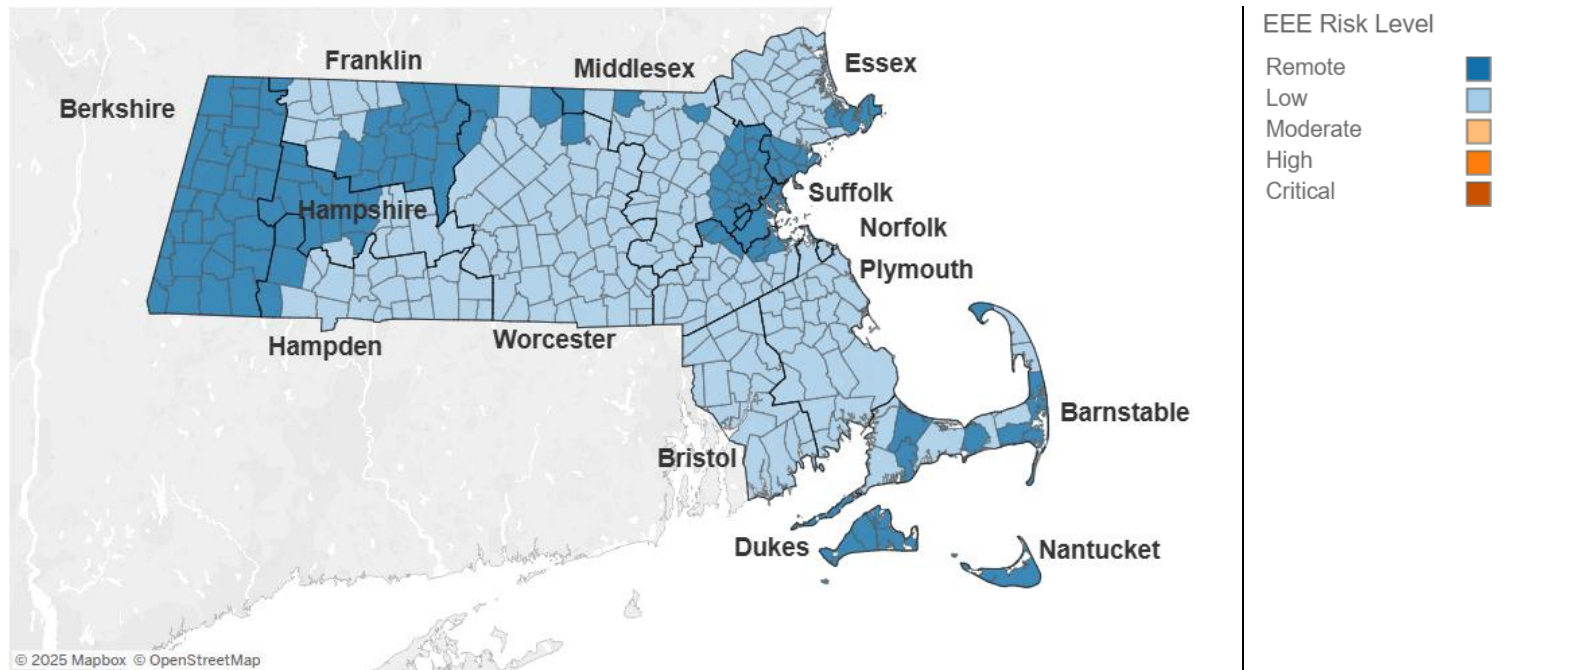 EEE Risk Level
Remote
Low
Moderate
High
Critical
Franklin
Middlesex
Essex
Berkshire
Suffolk
Hampshire
Norfolk
Plymouth
Worcester
Hampden
Barnstable
Bristol
Dukes
Nantucket
© 2025 Mapbox © OpenStreetMap